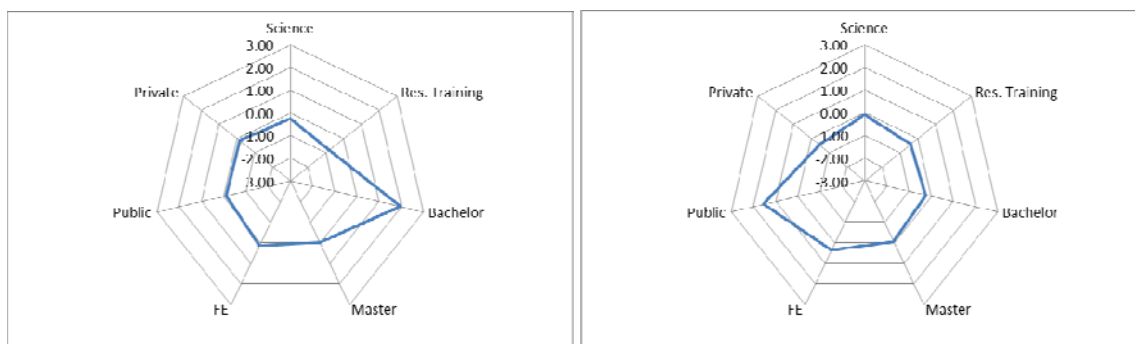 Science
3.00
2.00
1.00
0.00
-1.00
-2.00
-3.00
Private
Res. Training
Public
Bachelor
FE
Master
Science
3.00
2.00
1.00
0.00
-1.00
-2.00
-3.00
Private
Res. Training
Public
Bachelor
FE
Master